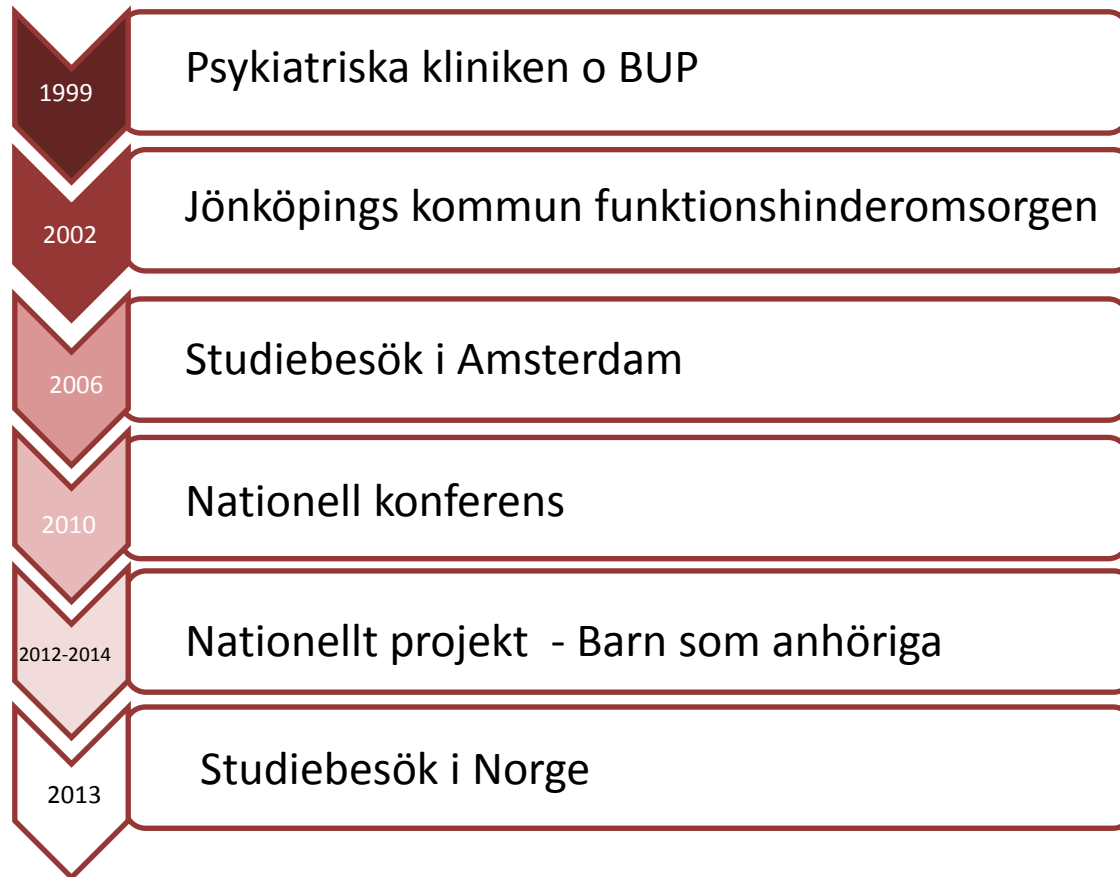 1999
Psykiatriska kliniken o BUP
2002
Jönköpings kommun funktionshinderomsorgen
2006
Studiebesök i Amsterdam
2010
Nationell konferens
2012-2014
Nationellt projekt - Barn som anhöriga
2013
Studiebesök i Norge